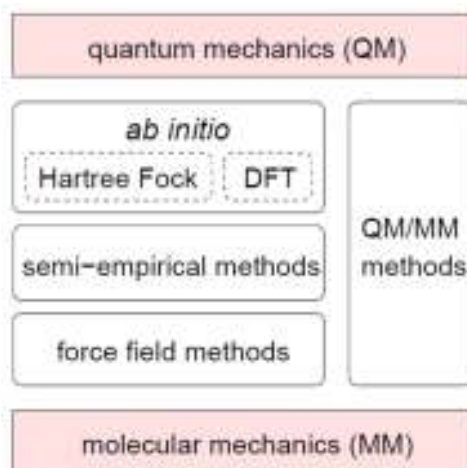 quantum mechanics (QM)
ab initio
Hartree Fock
DFT
semi−empirical methods
force field methods
QM/MM
methods
molecular mechanics (MM)